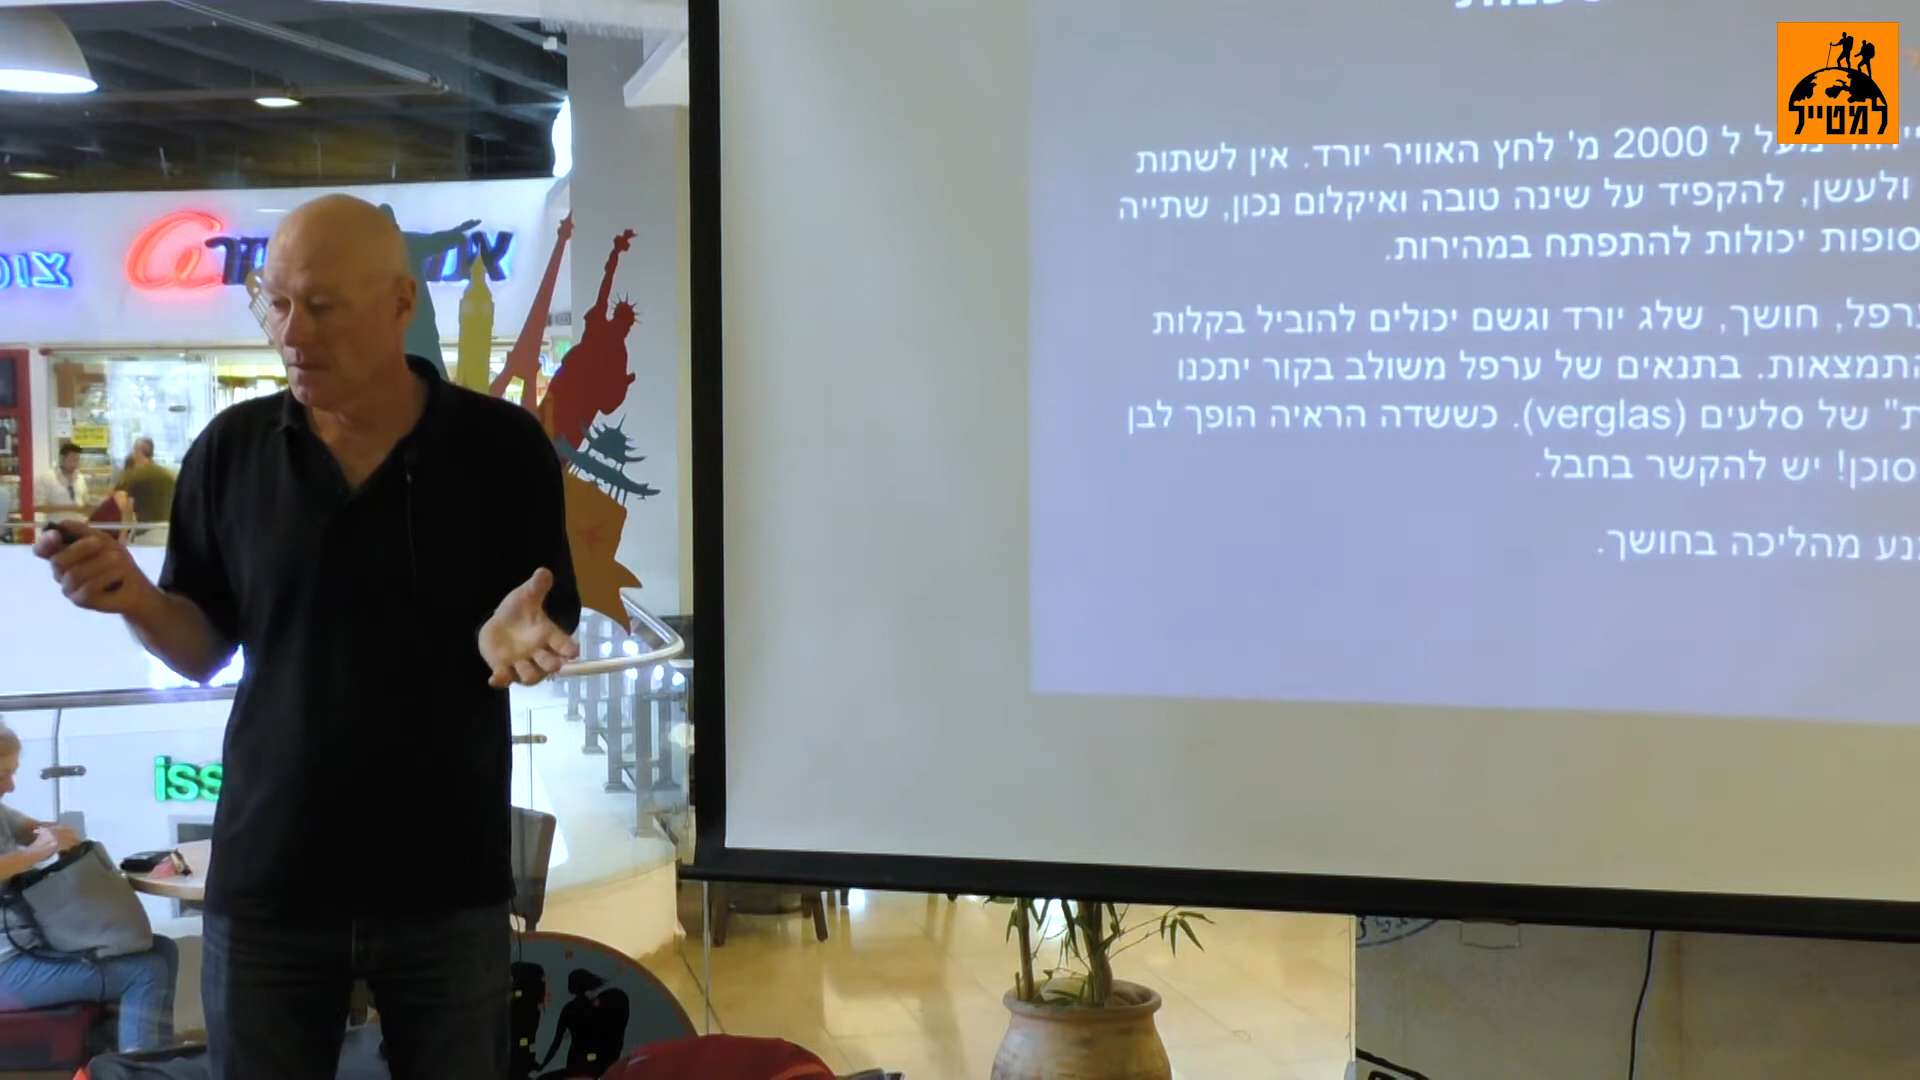 למטייל
מעל ל 2000 מ' לחץ האוויר יורד. אין לשתות
ולעשן, להקפיד על שינה טובה ואיקלום נכון, שתייה
סופות יכולות להתפתח במהירות.
ערפל, חושך, שלג יורד וגשם יכולים להוביל בקלות
התמצאות. בתנאים של ערפל משולב בקור יתכנו
ת" של סלעים (verglas). כששדה הראיה הופך לבן
סוכן! יש להקשר בחבל.
מנע מהליכה בחושך.
iss